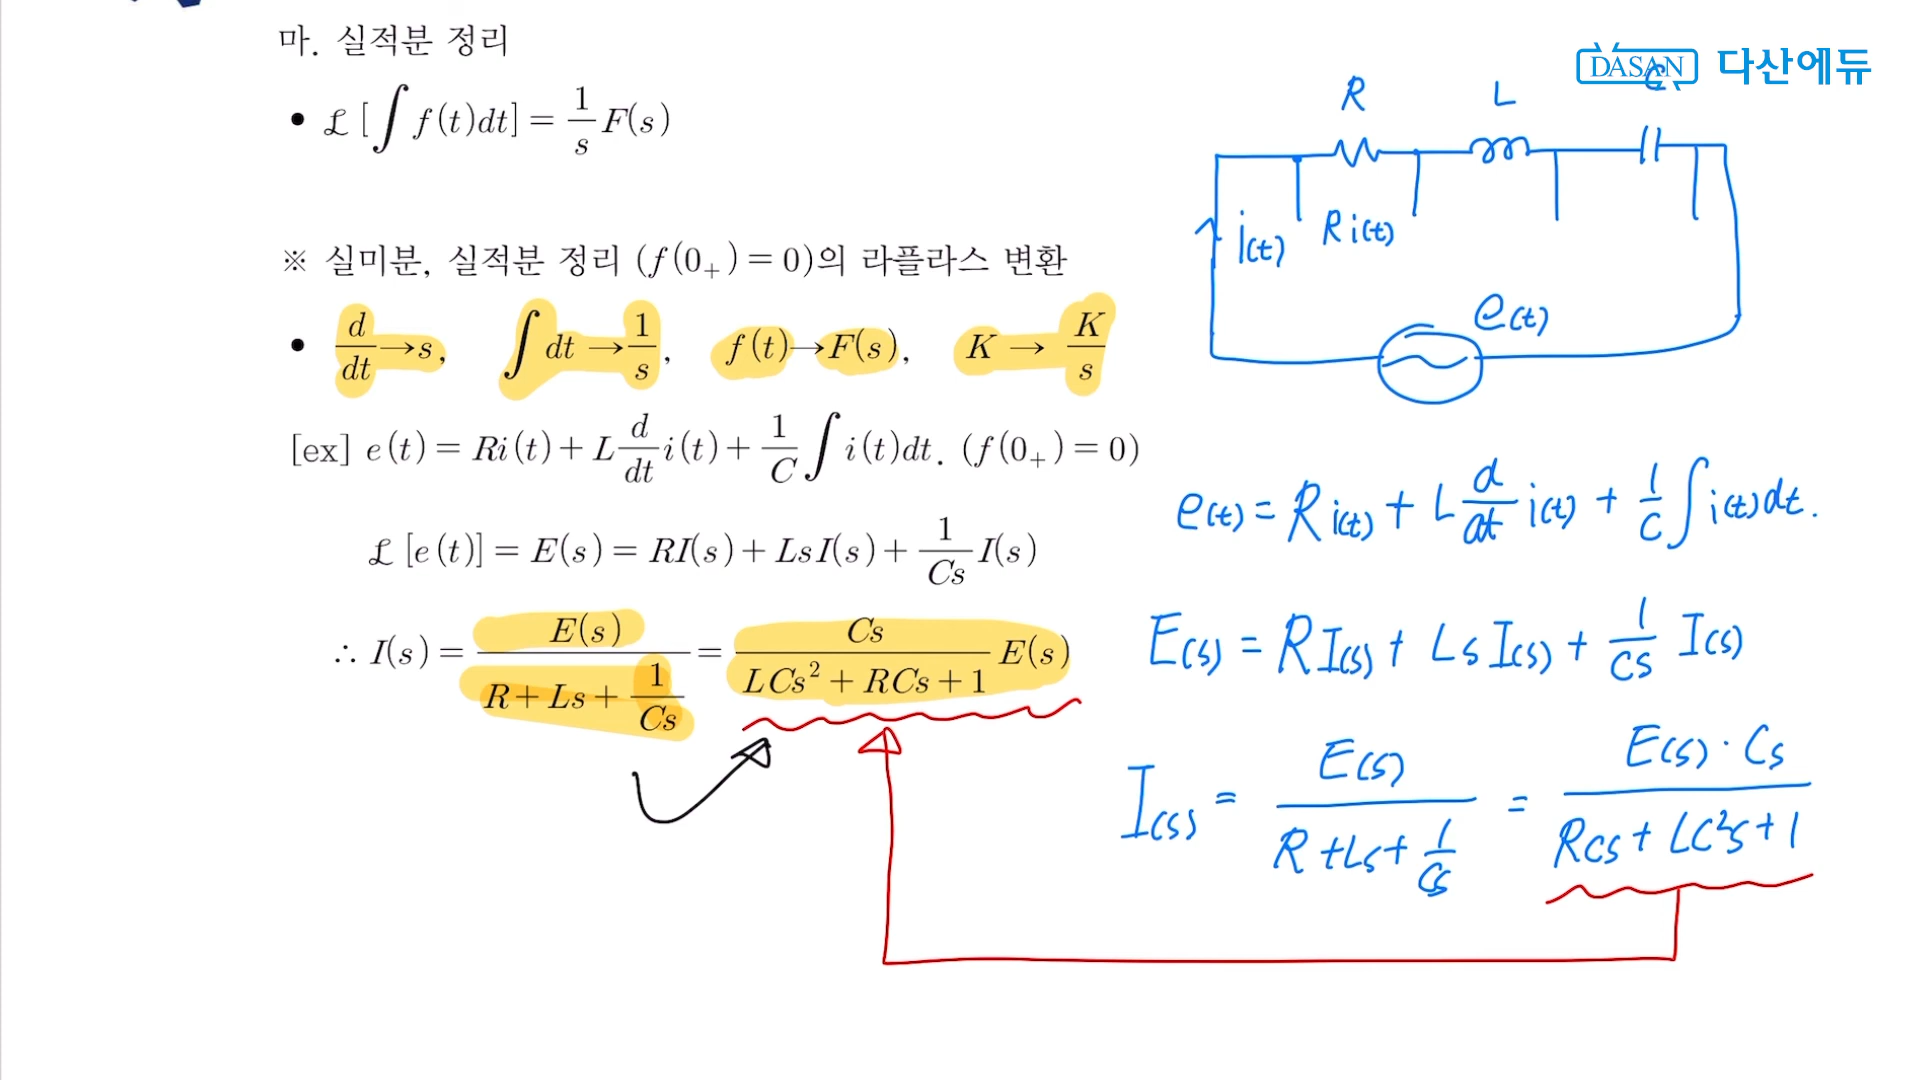 마. 실적분 정리
• ℒ [∫ f(t)dt] = 1/s F(s)
※ 실미분, 실적분 정리 (f(0₊) = 0)의 라플라스 변환
• d/dt → s, ∫ dt → 1/s, f(t) → F(s), K → K/s
[ex] e(t) = Ri(t) + L d/dt i(t) + 1/C ∫ i(t)dt. (f(0₊) = 0)
ℒ [e(t)] = E(s) = RI(s) + LsI(s) + 1/Cs I(s)
∴ I(s) = E(s)/(R + Ls + 1/Cs) = Cs/(LCs² + RCs + 1) E(s)
DASAN 다산에듀
R L C
i(t) Ri(t)
e(t)
e(t) = R i(t) + L d/dt i(t) + 1/C ∫ i(t) dt.
E(s) = R I(s) + Ls I(s) + 1/Cs I(s)
I(s) = E(s)/(R + Ls + 1/Cs) = E(s) · Cs/(RCs + LC²s + 1)